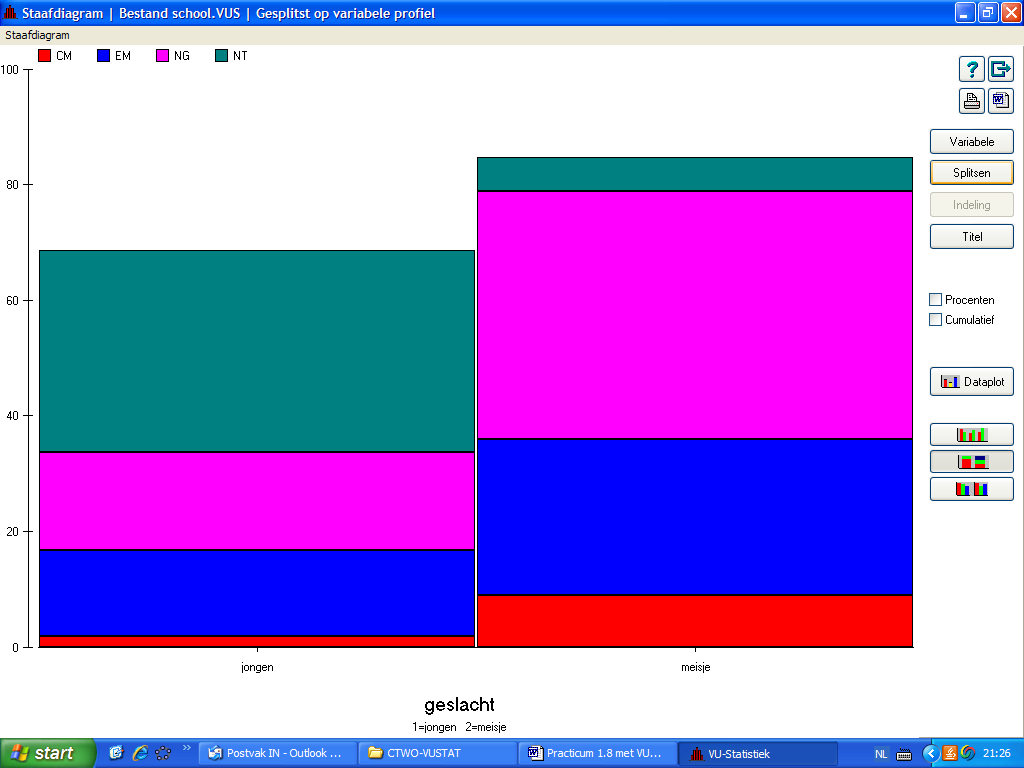 Staafdiagram | Bestand school.VUS | Gesplitst op variabele profiel
Staafdiagram
CM EM NG NT
100
80
60
40
20
0
jongen meisje
geslacht
1=jongen 2=meisje
?
Variabele
Splitsen
Indeling
Titel
Procenten
Cumulatief
Dataplot
start Postvak IN - Outlook ... CTWO-VUSTAT Practicum 1.8 met VU... VU-Statistiek NL 21:26